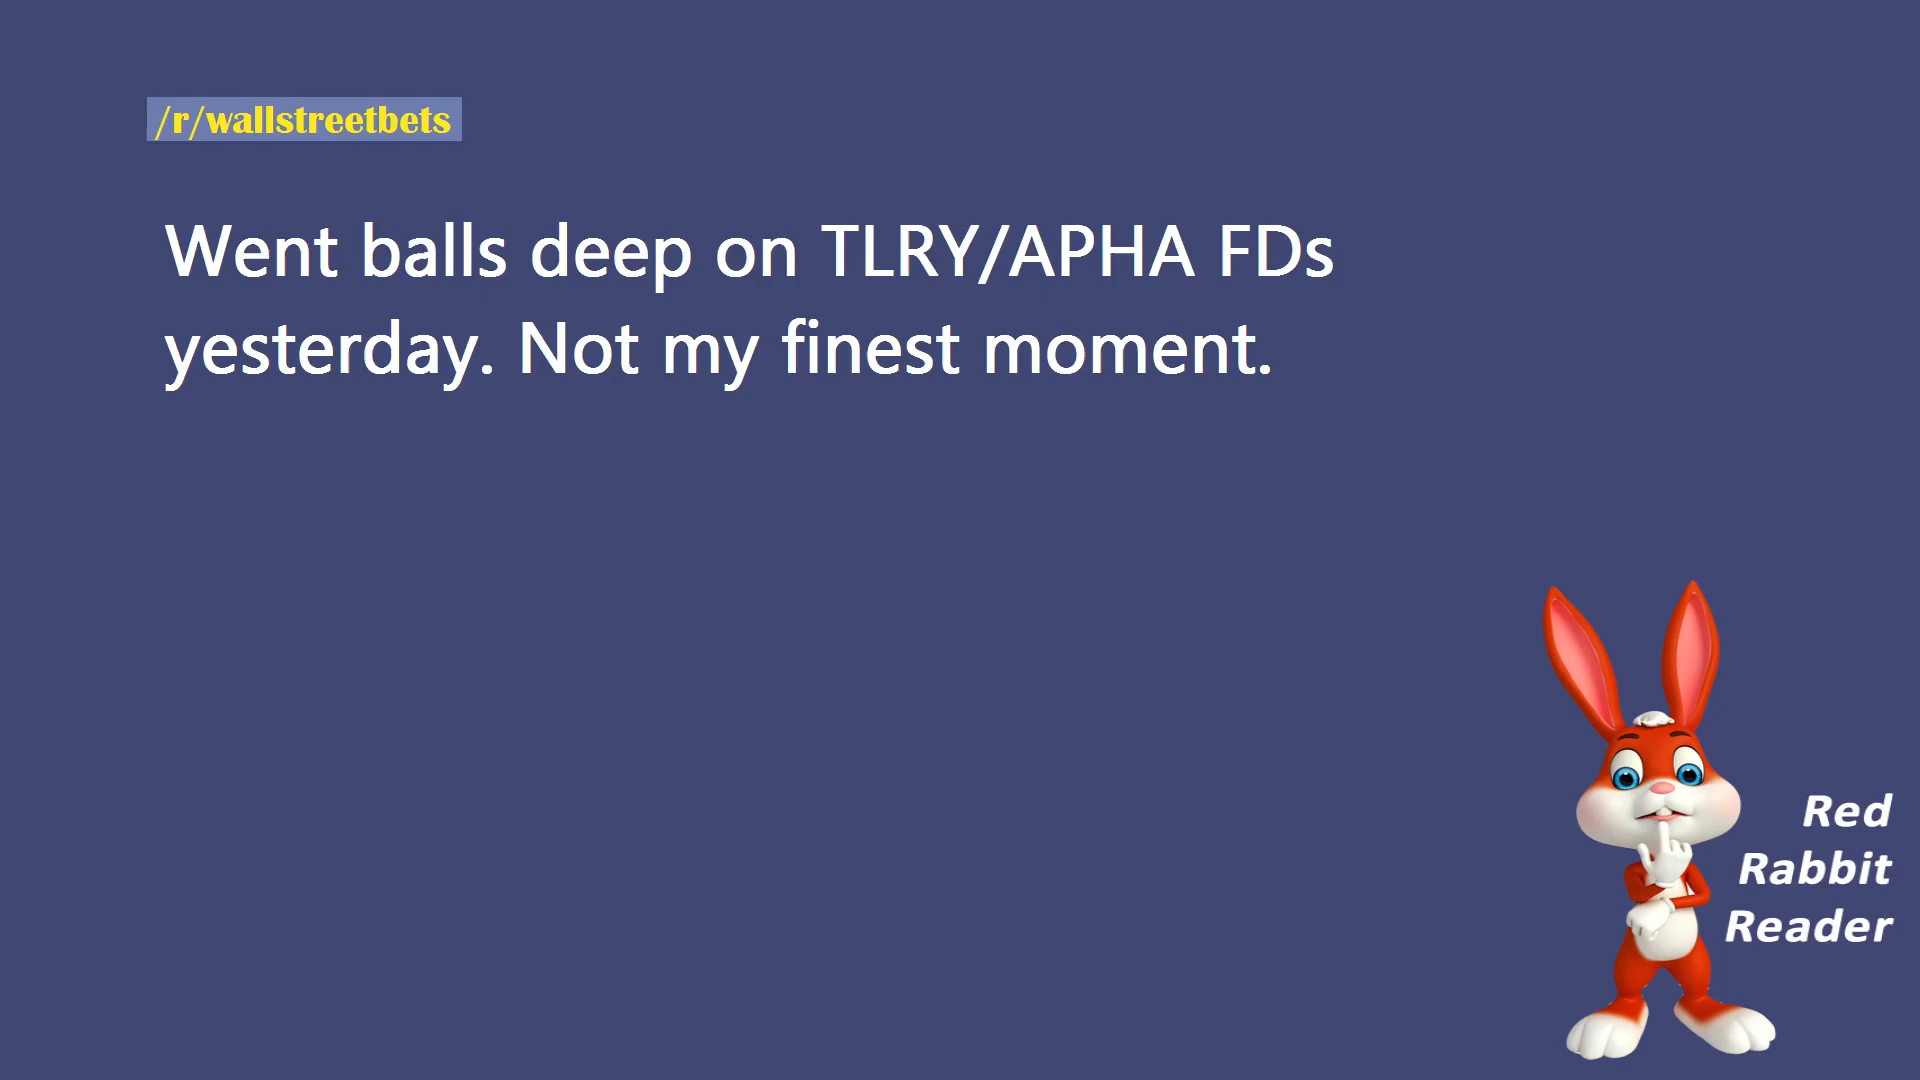 /r/wallstreetbets
Went balls deep on TLRY/APHA FDs
yesterday. Not my finest moment.
Red
Rabbit
Reader